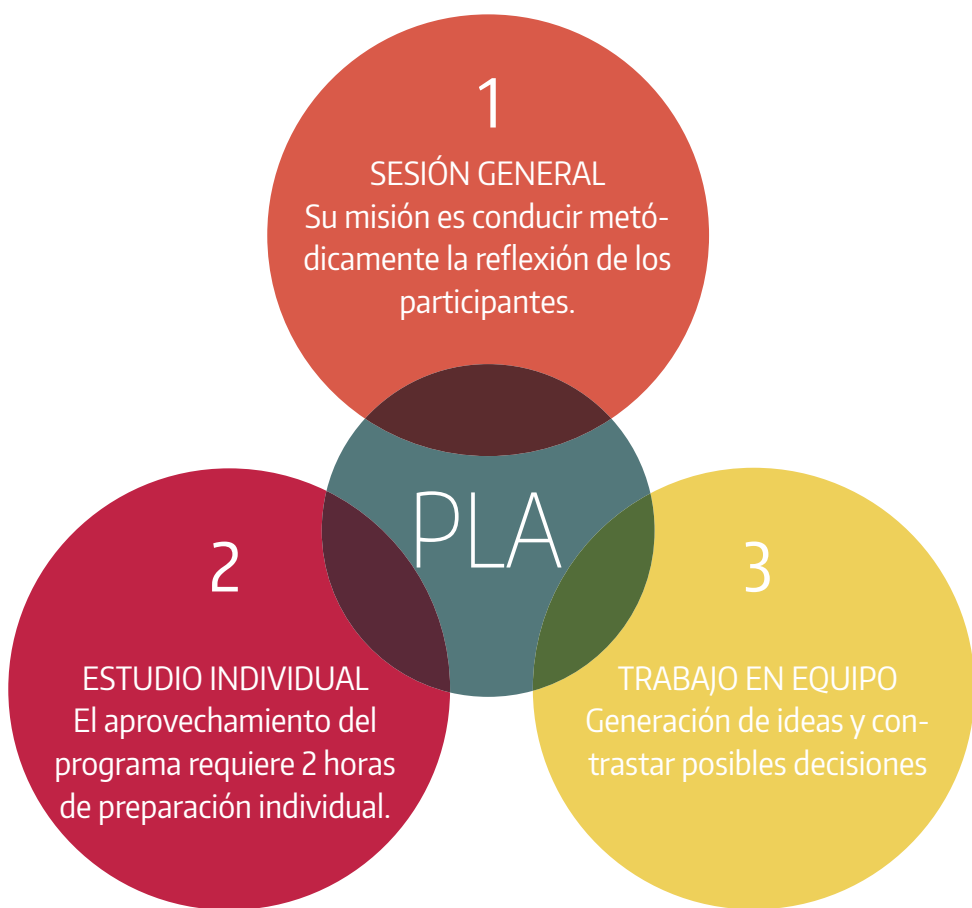 1
SESIÓN GENERAL
Su misión es conducir metó-
dicamente la reflexión de los
participantes.
PLA
2
ESTUDIO INDIVIDUAL
El aprovechamiento del
programa requiere 2 horas
de preparación individual.
3
TRABAJO EN EQUIPO
Generación de ideas y con-
trastar posibles decisiones